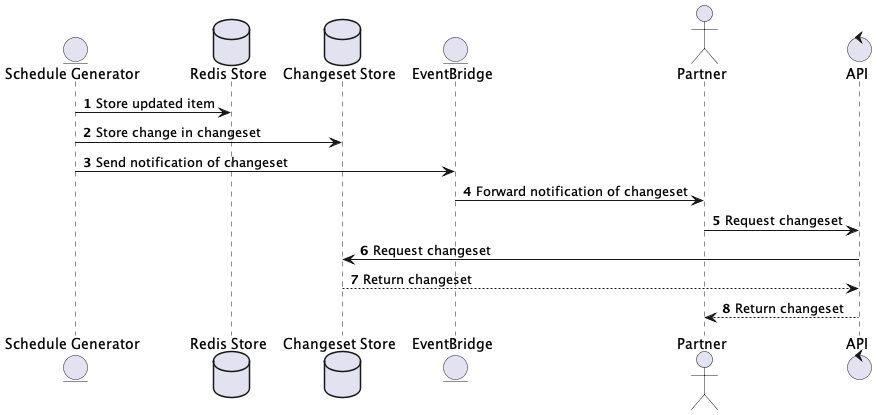 Schedule Generator Redis Store Changeset Store EventBridge Partner API
1 Store updated item
2 Store change in changeset
3 Send notification of changeset
4 Forward notification of changeset
5 Request changeset
6 Request changeset
7 Return changeset
8 Return changeset
Schedule Generator Redis Store Changeset Store EventBridge Partner API